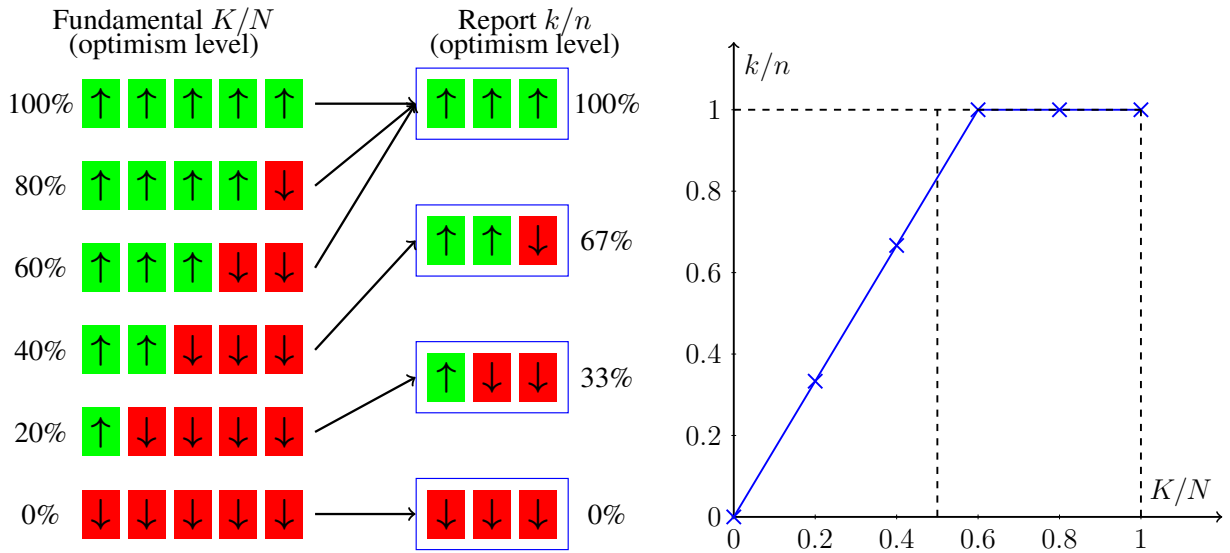 Fundamental K/N
(optimism level)
Report k/n
(optimism level)
100% ↑ ↑ ↑ ↑ ↑
80% ↑ ↑ ↑ ↑ ↓
60% ↑ ↑ ↑ ↓ ↓
40% ↑ ↑ ↓ ↓ ↓
20% ↑ ↓ ↓ ↓ ↓
0% ↓ ↓ ↓ ↓ ↓
↑ ↑ ↑ 100%
↑ ↑ ↓ 67%
↑ ↓ ↓ 33%
↓ ↓ ↓ 0%
k/n
1
0.8
0.6
0.4
0.2
0
0 0.2 0.4 0.6 0.8 1
K/N